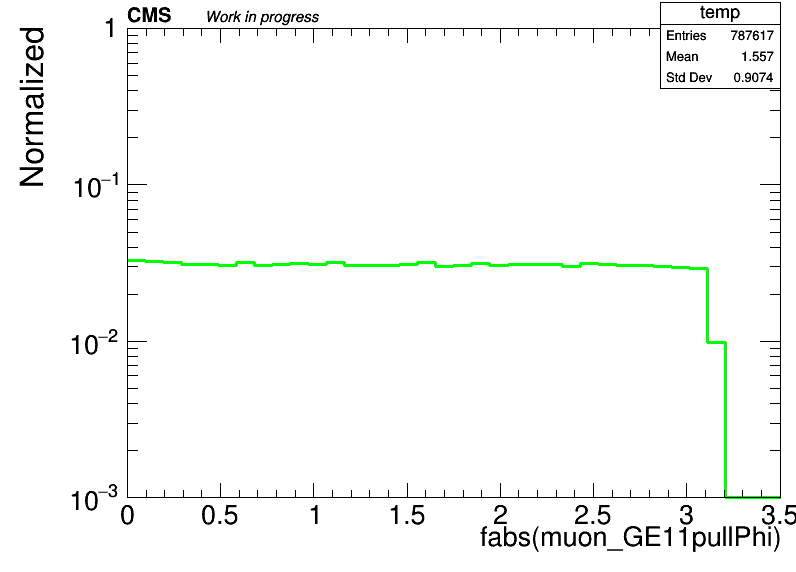 CMS Work in progress
temp
Entries 787617
Mean 1.557
Std Dev 0.9074
Normalized
1
10−1
10−2
10−3
0 0.5 1 1.5 2 2.5 3 3.5
fabs(muon_GE11pullPhi)